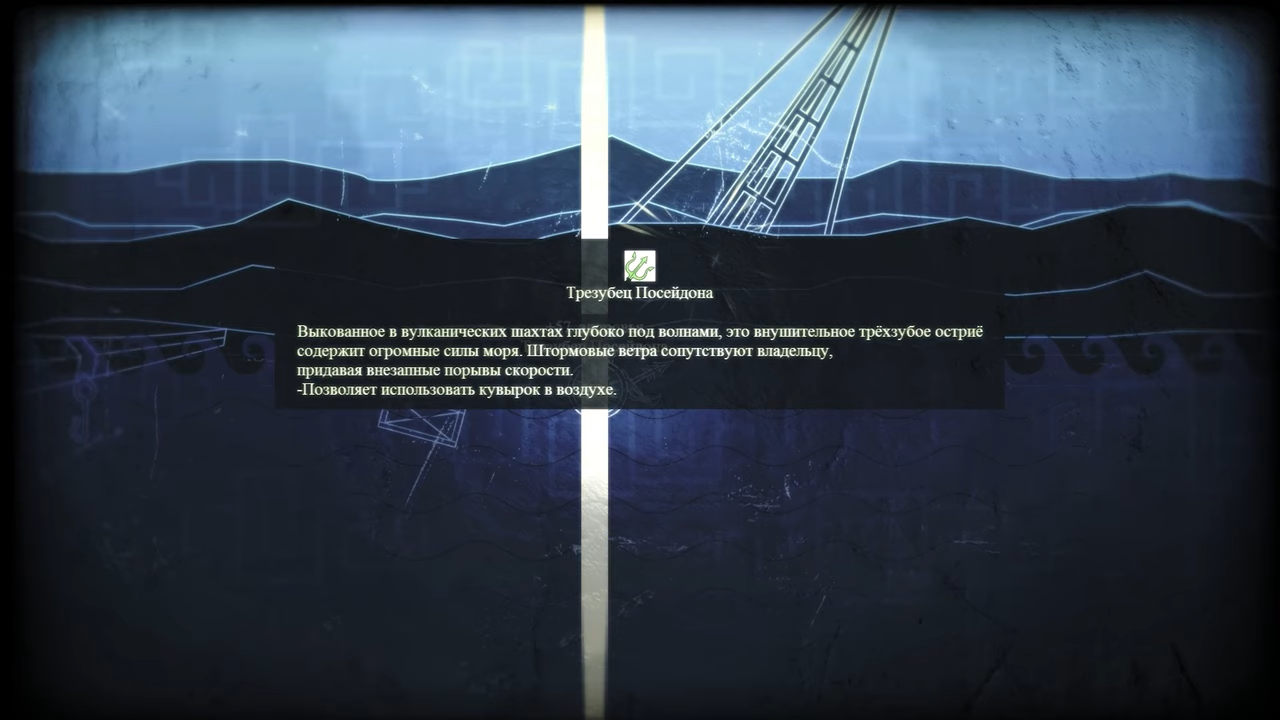 Трезубец Посейдона
Выкованное в вулканических шахтах глубоко под волнами, это внушительное трёхзубое остриё
содержит огромные силы моря. Штормовые ветра сопутствуют владельцу,
придавая внезапные порывы скорости.
-Позволяет использовать кувырок в воздухе.